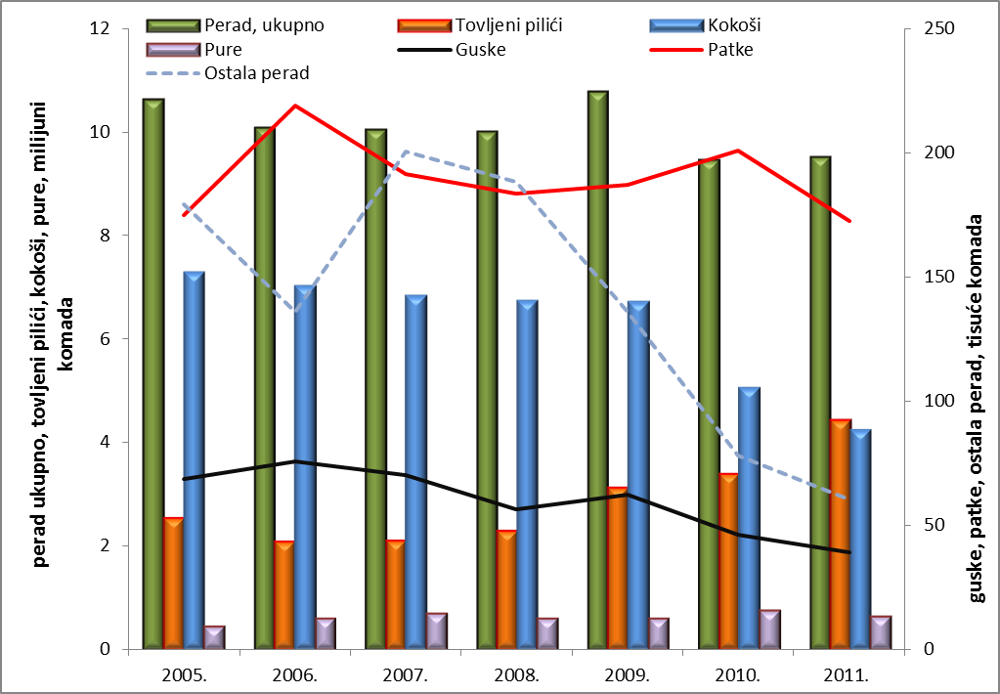 Perad, ukupno
Tovljeni pilići
Kokoši
Pure
Guske
Patke
Ostala perad
perad ukupno, tovljeni pilići, kokoši, pure, milijuni
komada
12
10
8
6
4
2
0
250
200
150
100
50
0
guske, patke, ostala perad, tisuće komada
2005.
2006.
2007.
2008.
2009.
2010.
2011.